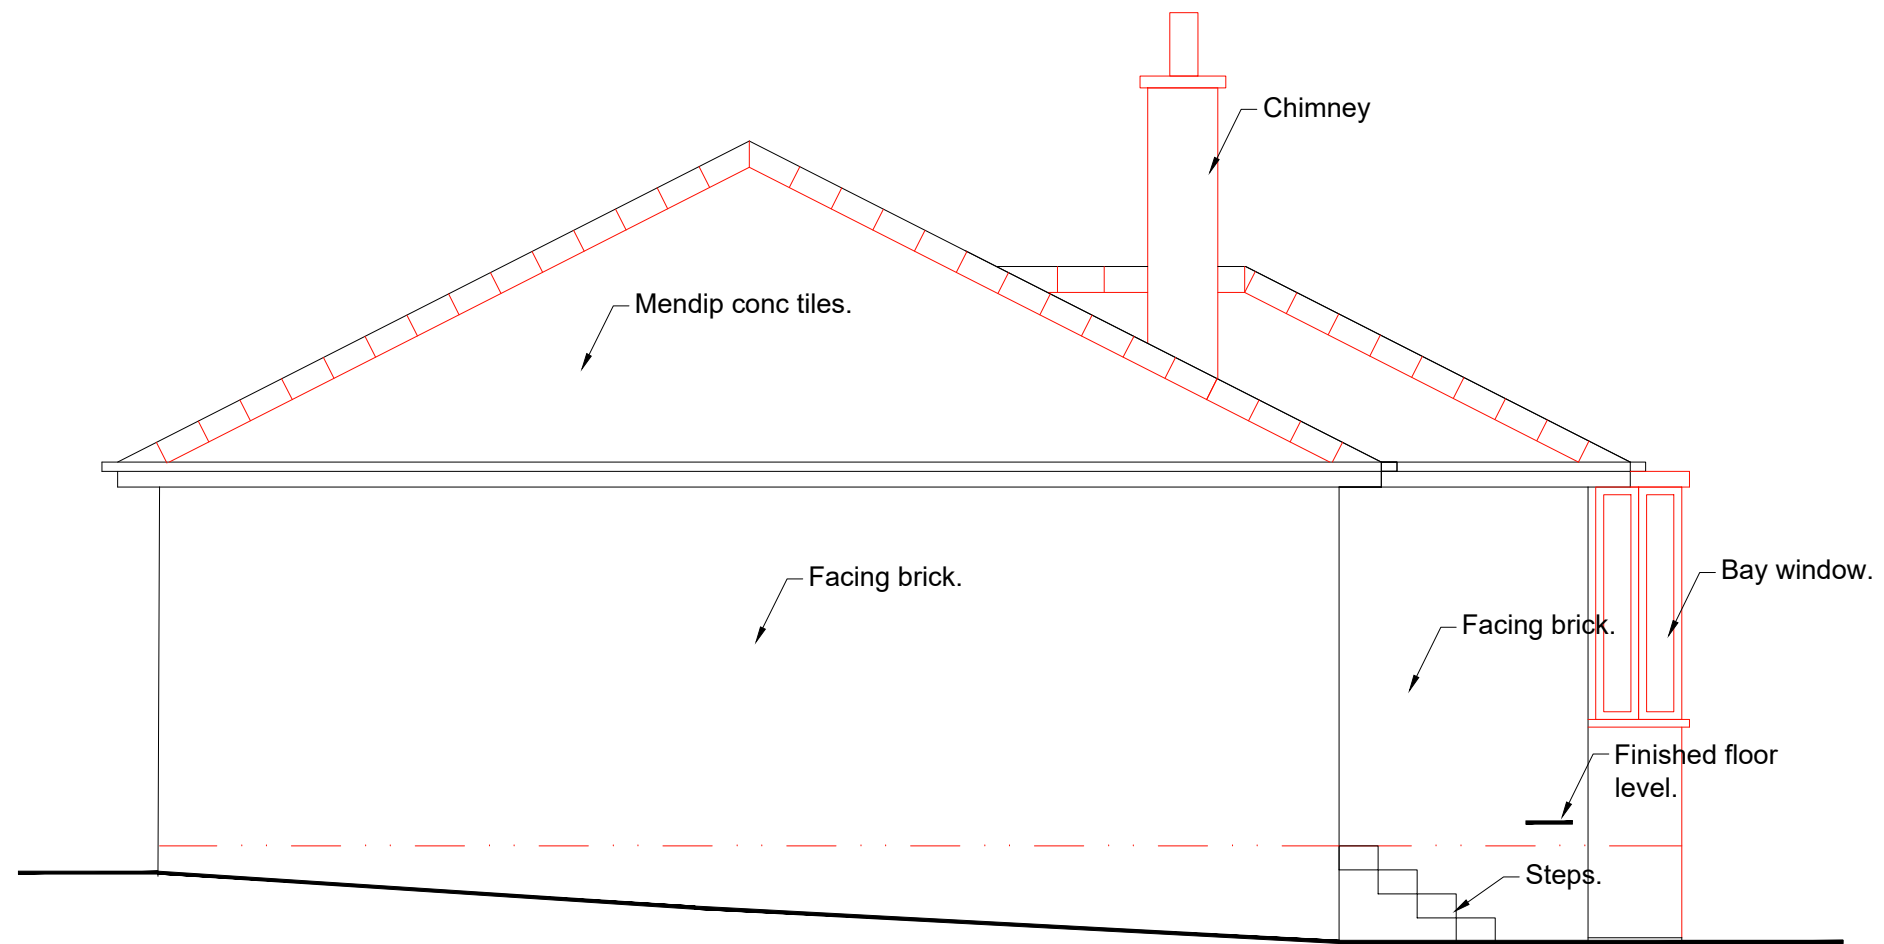 Chimney
Mendip conc tiles.
Facing brick.
Bay window.
Facing brick.
Finished floor
level.
Steps.